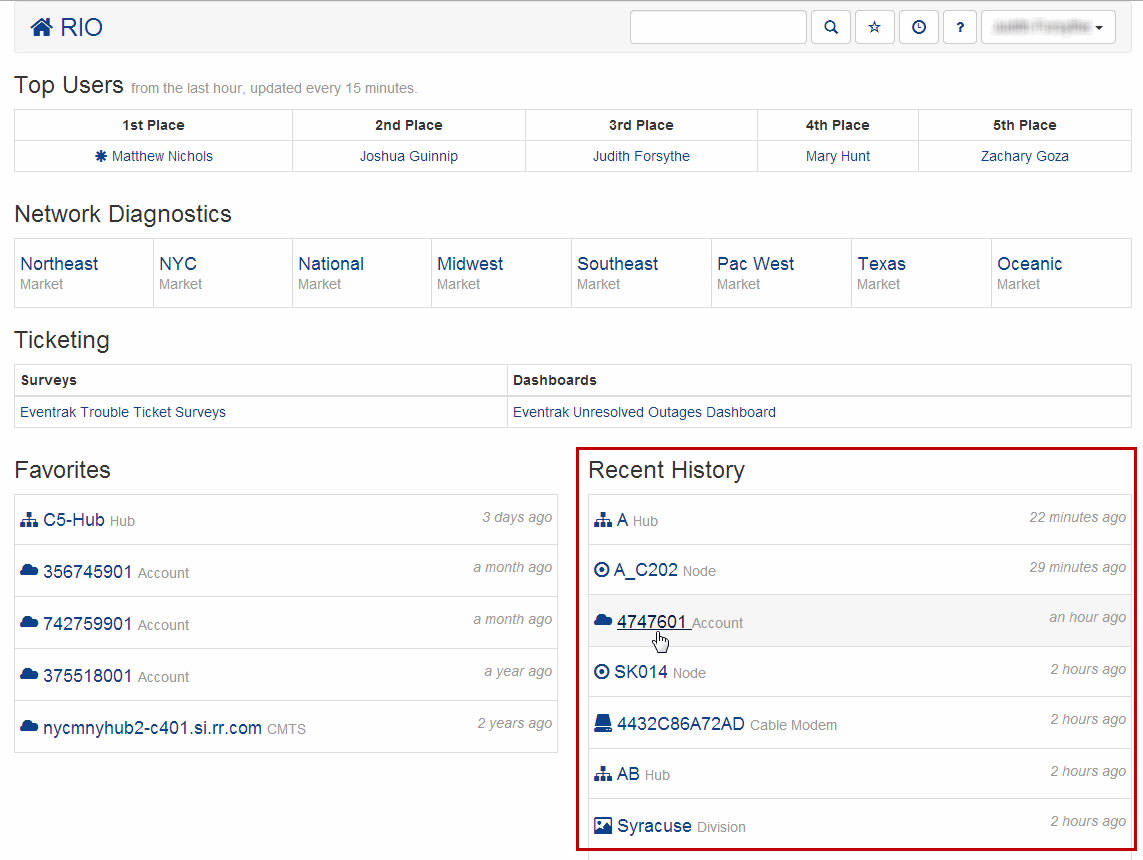 RIO
?
Top Users from the last hour, updated every 15 minutes.
1st Place 2nd Place 3rd Place 4th Place 5th Place
Matthew Nichols Joshua Guinnip Judith Forsythe Mary Hunt Zachary Goza
Network Diagnostics
Northeast NYC National Midwest Southeast Pac West Texas Oceanic
Market Market Market Market Market Market Market Market
Ticketing
Surveys Dashboards
Eventrak Trouble Ticket Surveys Eventrak Unresolved Outages Dashboard
Favorites
C5-Hub Hub 3 days ago
356745901 Account a month ago
742759901 Account a month ago
375518001 Account a year ago
nycmnyhub2-c401.si.rr.com CMTS 2 years ago
Recent History
A Hub 22 minutes ago
A_C202 Node 29 minutes ago
4747601 Account an hour ago
SK014 Node 2 hours ago
4432C86A72AD Cable Modem 2 hours ago
AB Hub 2 hours ago
Syracuse Division 2 hours ago